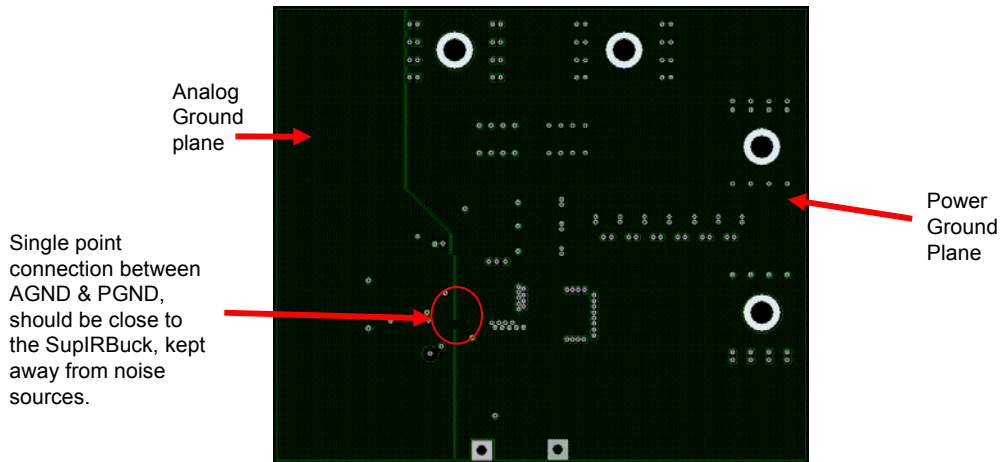 Analog
Ground
plane
Single point
connection between
AGND & PGND,
should be close to
the SupIRBuck, kept
away from noise
sources.
Power
Ground
Plane